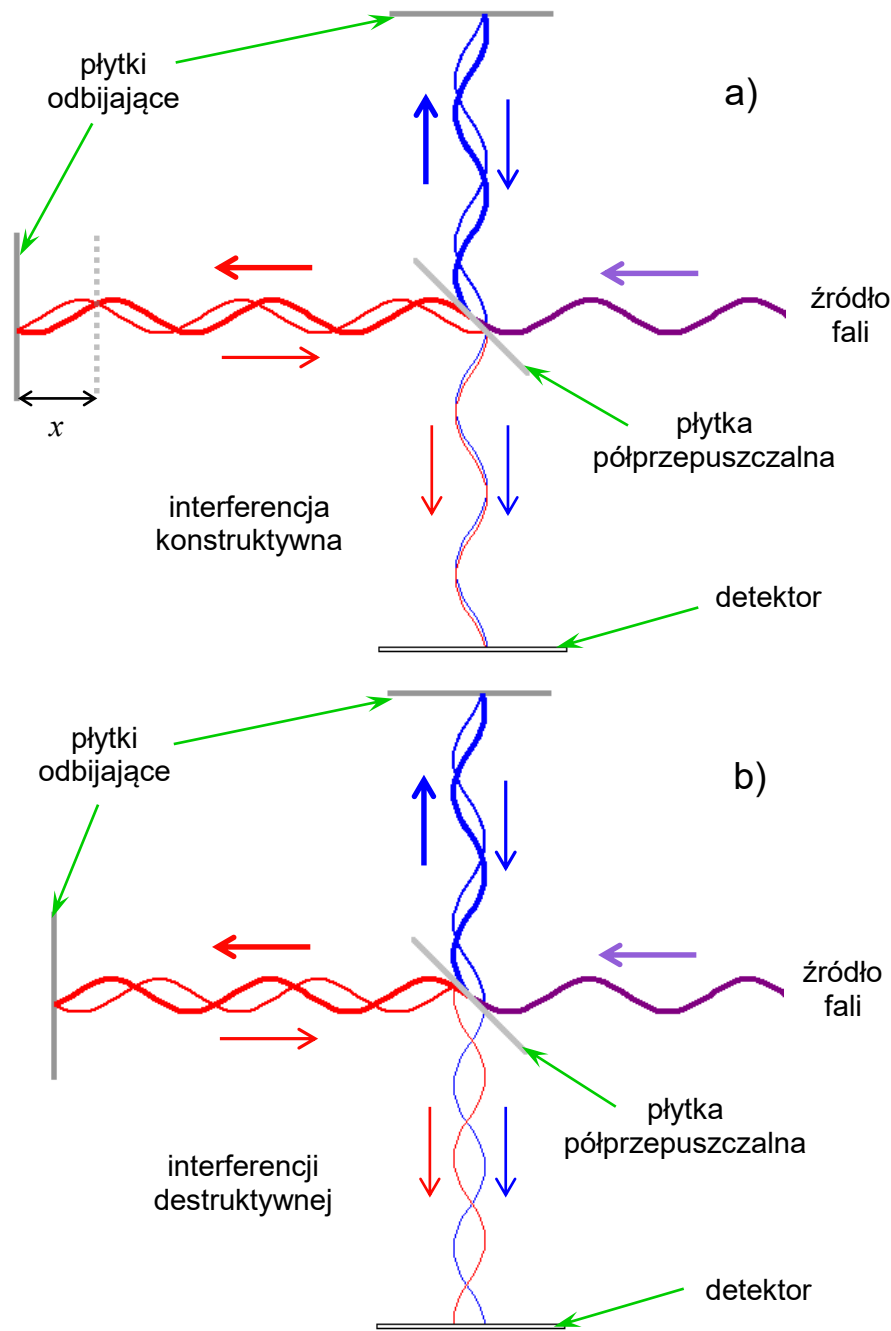 płytki
odbijające
a)
źródło
fali
x
płytka
półprzepuszczalna
interferencja
konstruktywna
detektor
płytki
odbijające
b)
źródło
fali
płytka
półprzepuszczalna
interferencji
destruktywnej
detektor